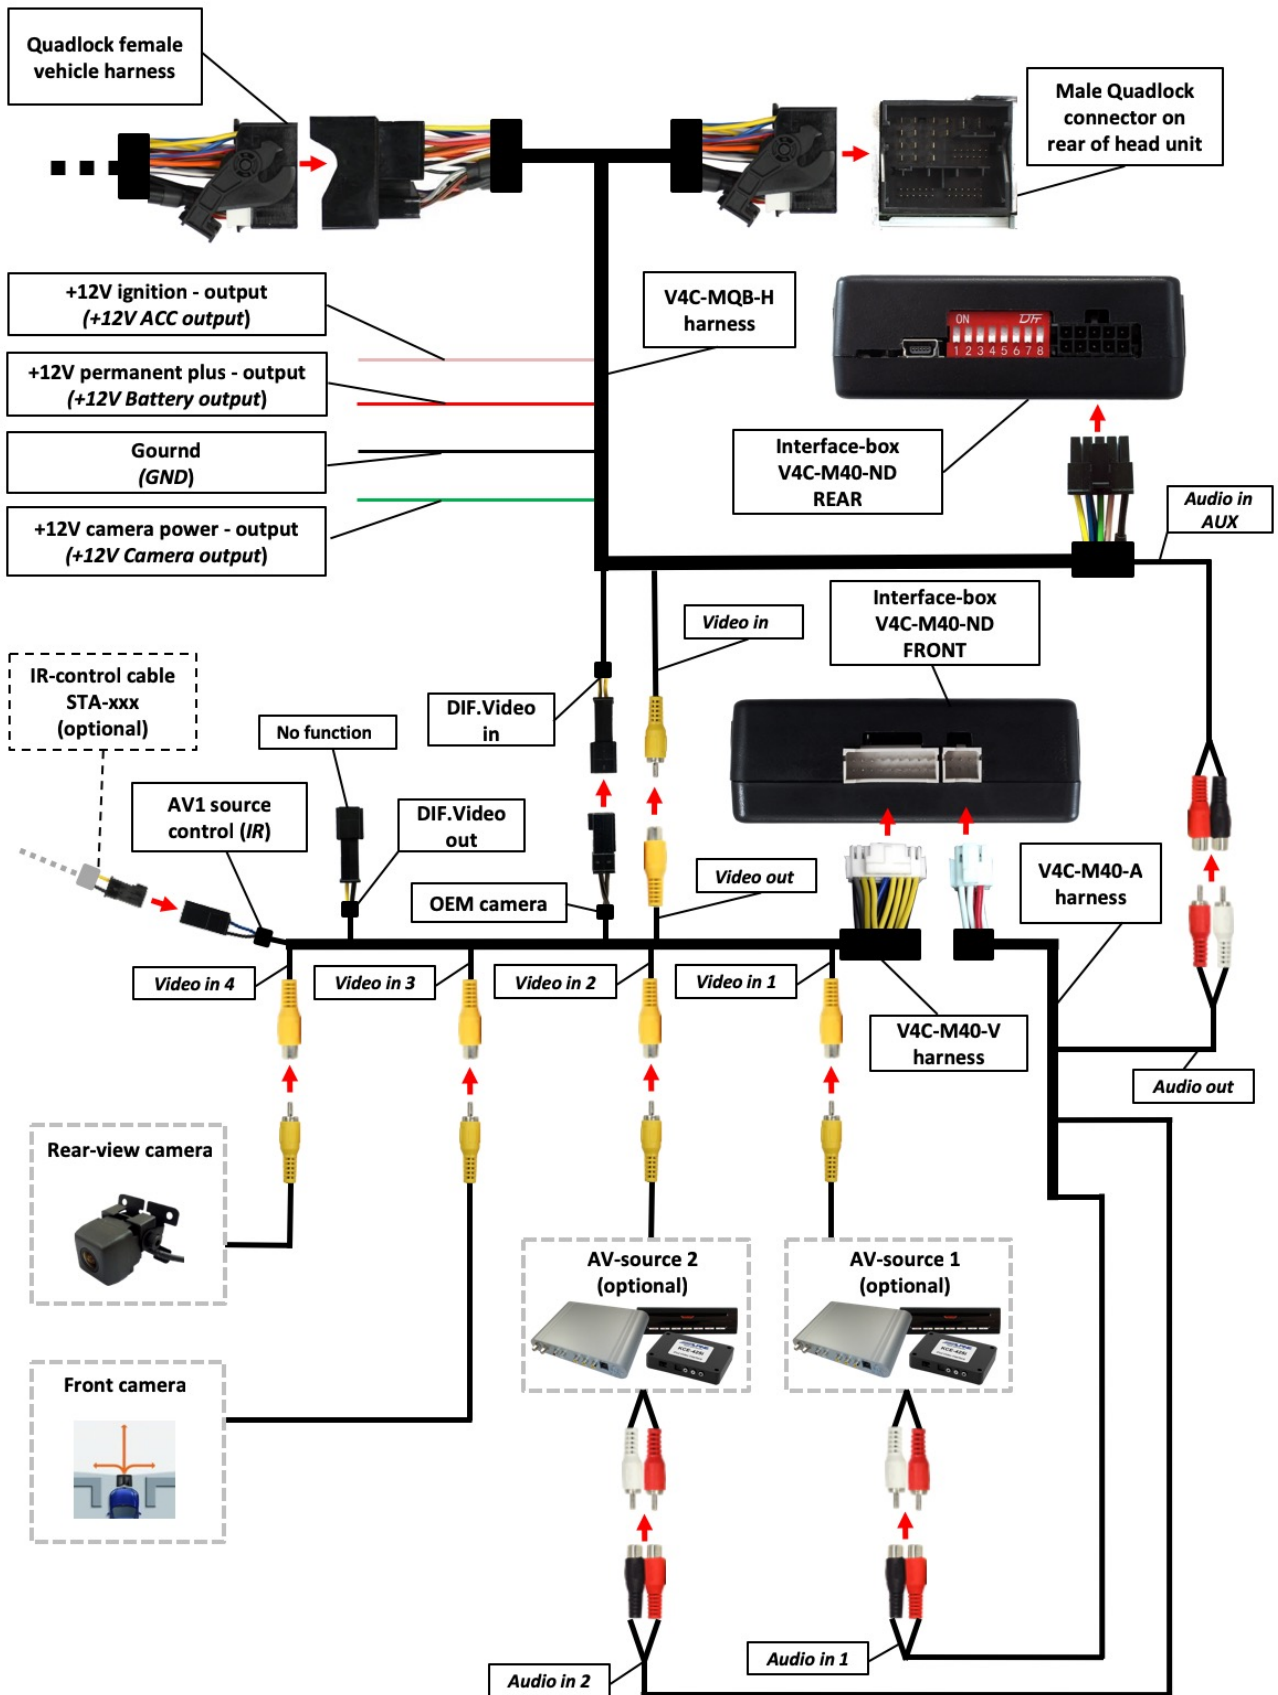 Quadlock female
vehicle harness
Male Quadlock
connector on
rear of head unit
+12V ignition - output
(+12V ACC output)
V4C-MQB-H
harness
ON
DTT
1 2 3 4 5 6 7 8
+12V permanent plus - output
(+12V Battery output)
Gournd
(GND)
Interface-box
V4C-M40-ND
REAR
Audio in
AUX
+12V camera power - output
(+12V Camera output)
Interface-box
V4C-M40-ND
FRONT
Video in
IR-control cable
STA-xxx
(optional)
DIF.Video
in
No function
AV1 source
control (IR)
DIF.Video
out
V4C-M40-A
harness
Video out
OEM camera
Video in 4
Video in 3
Video in 2
Video in 1
V4C-M40-V
harness
Audio out
Rear-view camera
AV-source 2
(optional)
KCE-425i
AV-source 1
(optional)
KCE-425i
Front camera
Audio in 1
Audio in 2